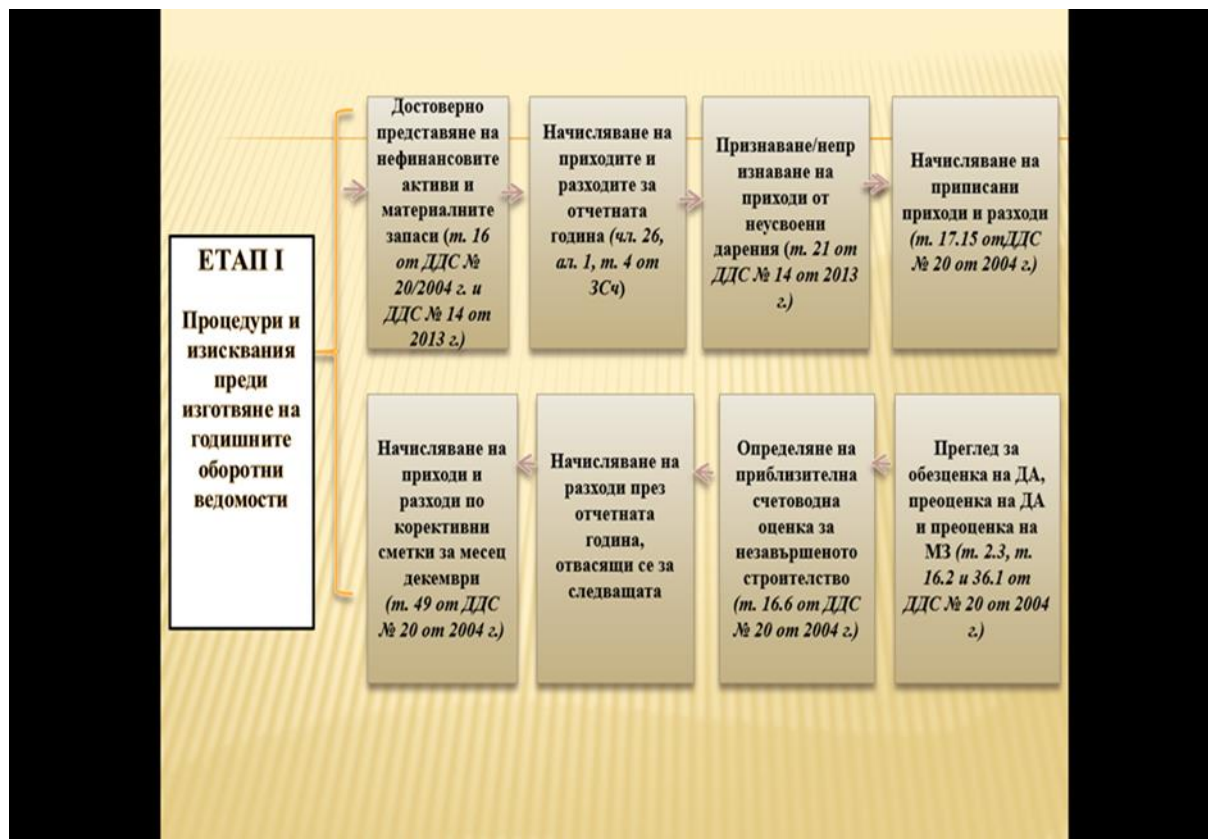 ЕТАП I
Процедури и
изисквания
преди
изготвяне на
годишните
оборотни
ведомости
Достоверно
представяне на
нефинансовите
активи и
материалните
запаси (т. 16
от ДДС №
20/2004 г. и
ДДС № 14 от
2013 г.)
Начисляване на
приходите и
разходите за
отчетната
година (чл. 26,
ал. 1, т. 4 от
ЗСч)
Признаване/непр
изнаване на
приходи от
неусвоени
дарения (т. 21 от
ДДС № 14 от 2013
г.)
Начисляване на
приписани
приходи и разходи
(т. 17.15 отДДС
№ 20 от 2004 г.)
Преглед за
обезценка на ДА,
преоценка на ДА
и преоценка на
МЗ (т. 2.3, т.
16.2 и 36.1 от
ДДС № 20 от 2004
г.)
Определяне на
приблизителна
счетоводна
оценка за
незавършеното
строителство
(т. 16.6 от ДДС
№ 20 от 2004 г.)
Начисляване на
разходи през
отчетната
година,
отвасящи се за
следващата
Начисляване на
приходи и
разходи по
корективни
сметки за месец
декември
(т. 49 от ДДС
№ 20 от 2004 г.)